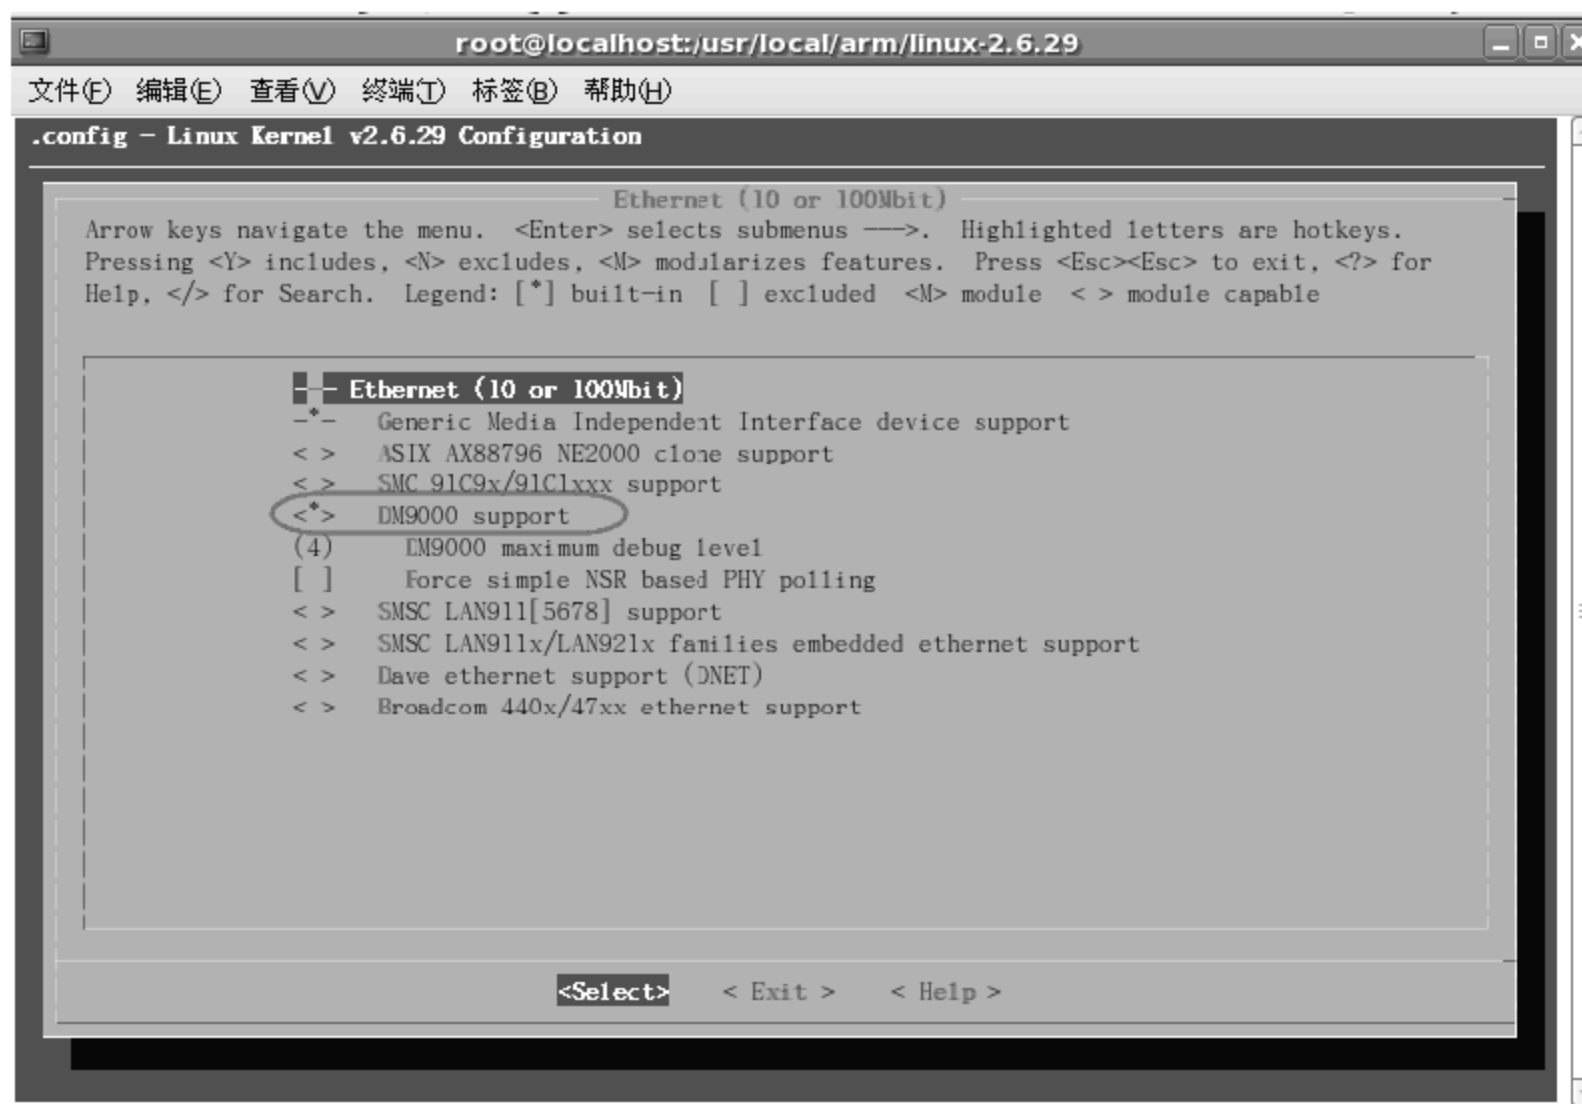 root@localhost:/usr/local/arm/linux-2.6.29
文件(F) 编辑(E) 查看(V) 终端(T) 标签(B) 帮助(H)
.config - Linux Kernel v2.6.29 Configuration
Ethernet (10 or 100Mbit)
Arrow keys navigate the menu. <Enter> selects submenus --->. Highlighted letters are hotkeys.
Pressing <Y> includes, <N> excludes, <M> modularizes features. Press <Esc><Esc> to exit, <?> for
Help, </> for Search. Legend: [*] built-in [ ] excluded <M> module < > module capable
--- Ethernet (10 or 100Mbit)
-*- Generic Media Independent Interface device support
< > ASIX AX88796 NE2000 clone support
< > SMC 91C9x/91C1xxx support
<*> DM9000 support
(4) DM9000 maximum debug level
[ ] Force simple NSR based PHY polling
< > SMSC LAN911[5678] support
< > SMSC LAN911x/LAN921x families embedded ethernet support
< > Dave ethernet support (DNET)
< > Broadcom 440x/47xx ethernet support
<Select> < Exit > < Help >